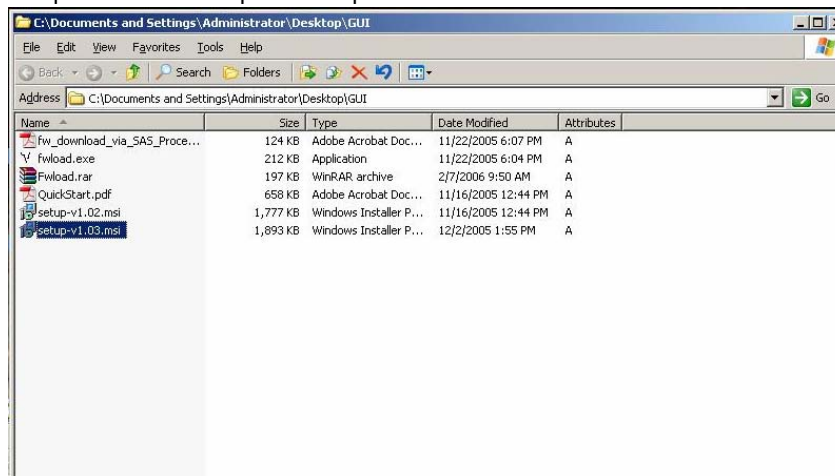 C:\Documents and Settings\Administrator\Desktop\GUI
File Edit View Favorites Tools Help
Back Search Folders
Address C:\Documents and Settings\Administrator\Desktop\GUI Go
Name Size Type Date Modified Attributes
fw_download_via_SAS_Proce... 124 KB Adobe Acrobat Doc... 11/22/2005 6:07 PM A
fwload.exe 212 KB Application 11/22/2005 6:04 PM A
Fwload.rar 197 KB WinRAR archive 2/7/2006 9:50 AM A
QuickStart.pdf 658 KB Adobe Acrobat Doc... 11/16/2005 12:44 PM A
setup-v1.02.msi 1,777 KB Windows Installer P... 11/16/2005 12:44 PM A
setup-v1.03.msi 1,893 KB Windows Installer P... 12/2/2005 1:55 PM A